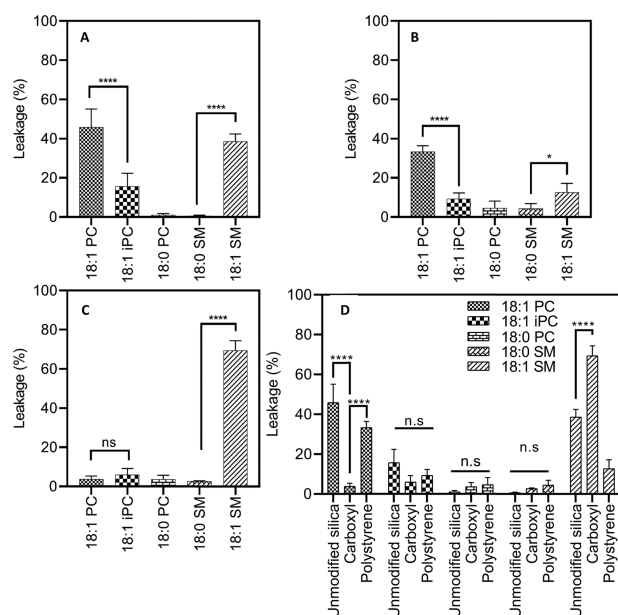 A
Leakage (%)
100
80
60
40
20
0
****
****
18:1 PC
18:1 iPC
18:0 PC
18:0 SM
18:1 SM
B
Leakage (%)
100
80
60
40
20
0
****
*
18:1 PC
18:1 iPC
18:0 PC
18:0 SM
18:1 SM
C
Leakage (%)
100
80
60
40
20
0
ns
****
18:1 PC
18:1 iPC
18:0 PC
18:0 SM
18:1 SM
D
Leakage (%)
100
80
60
40
20
0
18:1 PC
18:1 iPC
18:0 PC
18:0 SM
18:1 SM
****
****
n.s
n.s
n.s
****
Unmodified silica
Carboxyl
Polystyrene
Unmodified silica
Carboxyl
Polystyrene
Unmodified silica
Carboxyl
Polystyrene
Unmodified silica
Carboxyl
Polystyrene
Unmodified silica
Carboxyl
Polystyrene